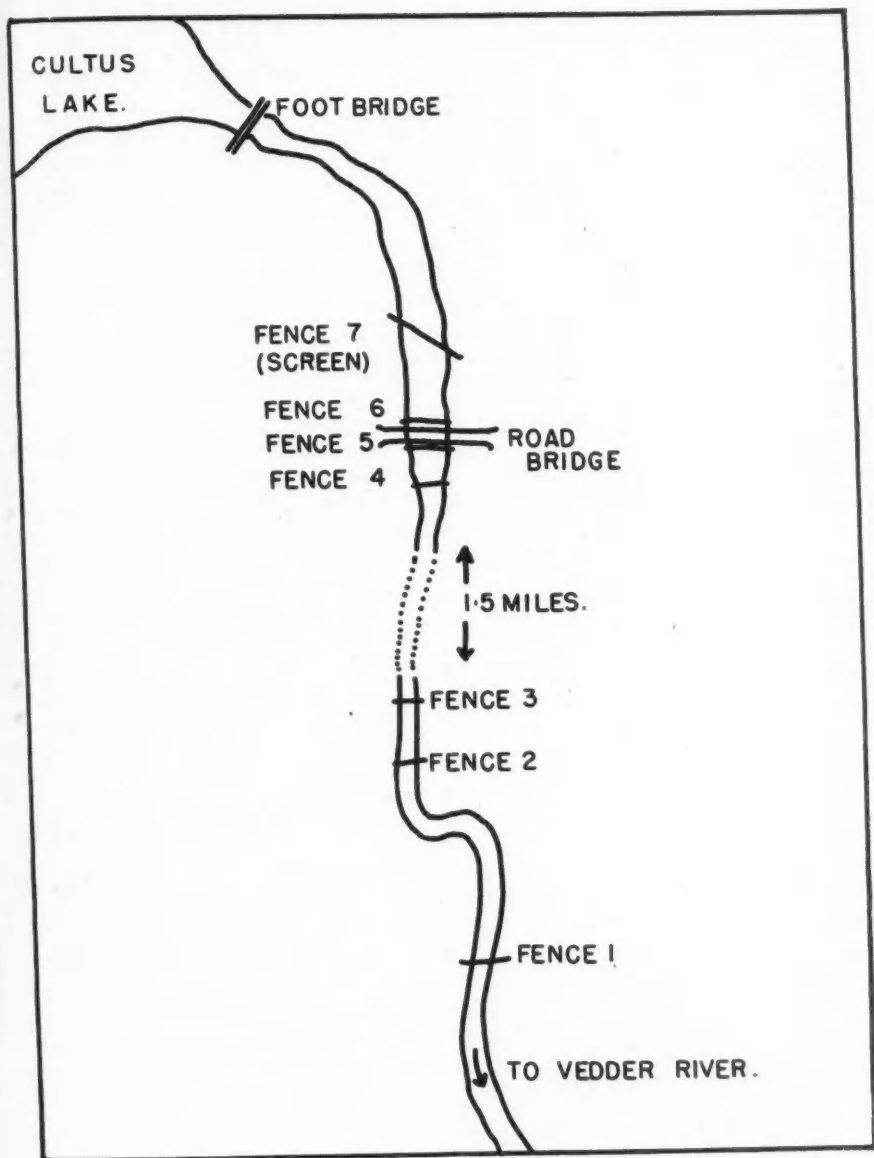 CULTUS
LAKE.
FOOT BRIDGE
FENCE 7
(SCREEN)
FENCE 6
FENCE 5
ROAD
BRIDGE
FENCE 4
1.5 MILES.
FENCE 3
FENCE 2
FENCE 1
TO VEDDER RIVER.